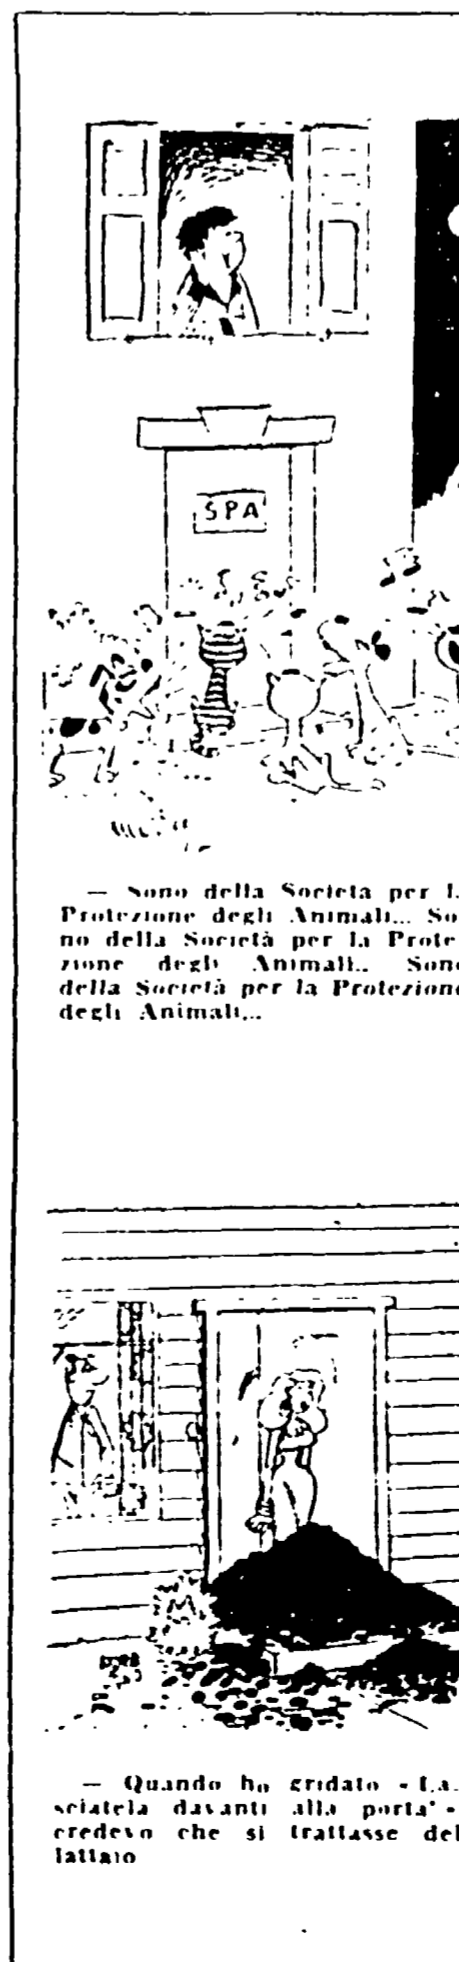 SPA
— Sono della Società per l
Protezione degli Animali... So
no della Società per la Prote
zione degli Animali.. Sono
della Società per la Protezione
degli Animali...
— Quando ho gridato « La
sciatela davanti alla porta' »
credevo che si trattasse del
lattaio